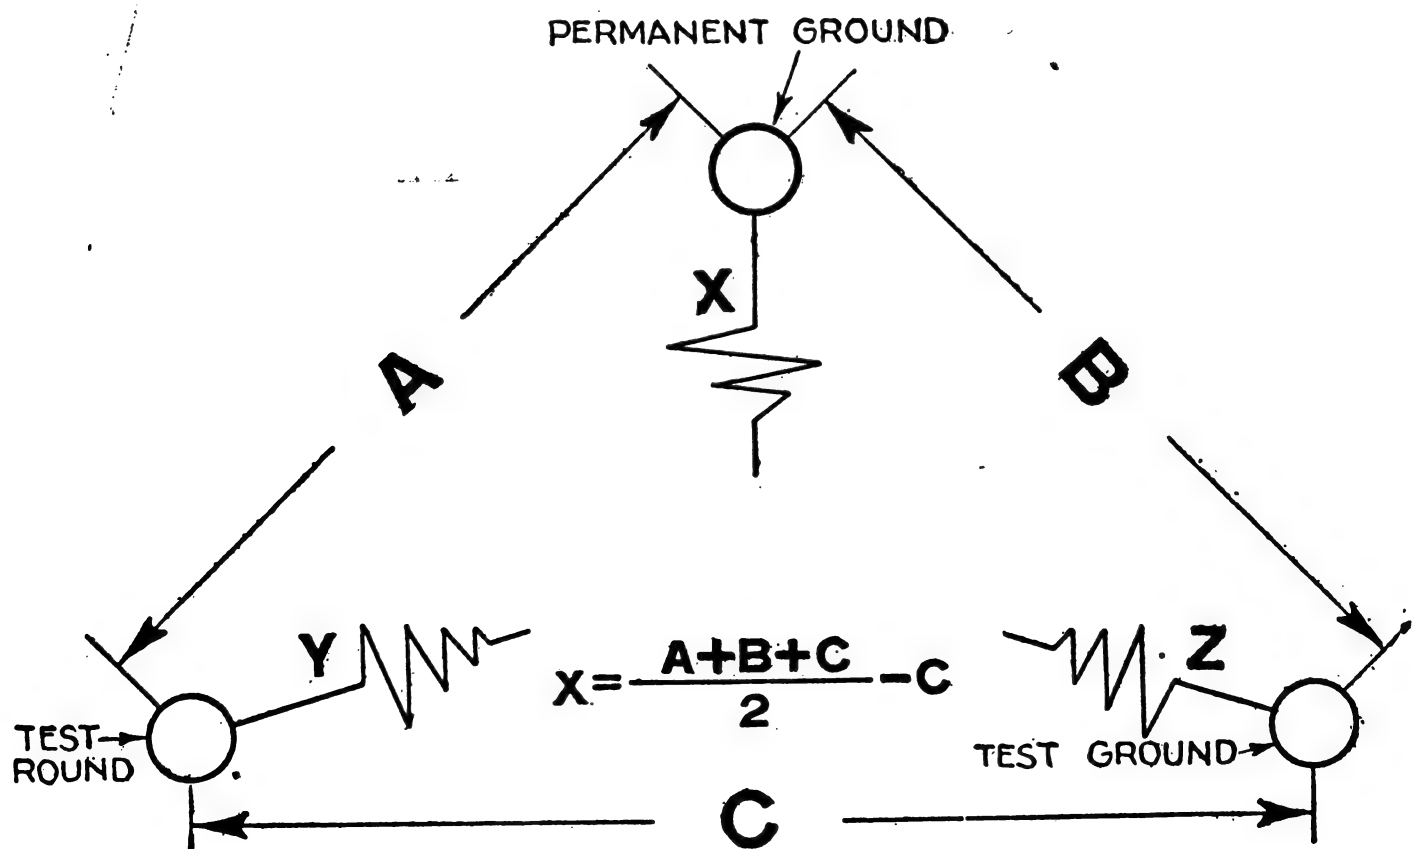 PERMANENT GROUND
X
A
B
Y
Z
X = A+B+C / 2 - C
TEST
ROUND
TEST GROUND
C